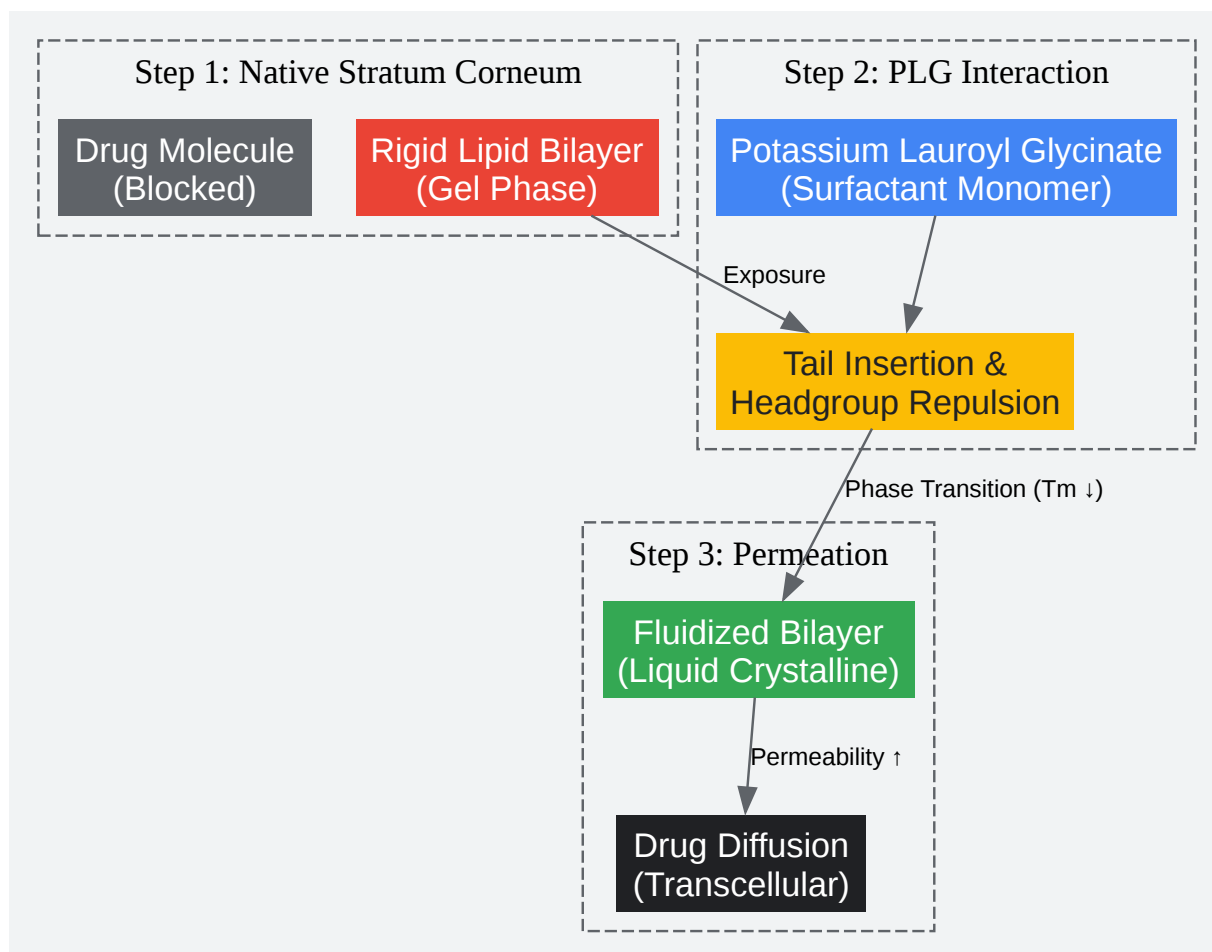 Step 1: Native Stratum Corneum
Drug Molecule
(Blocked)
Rigid Lipid Bilayer
(Gel Phase)
Step 2: PLG Interaction
Potassium Lauroyl Glycinate
(Surfactant Monomer)
Exposure
Tail Insertion &
Headgroup Repulsion
Phase Transition (Tm ↓)
Step 3: Permeation
Fluidized Bilayer
(Liquid Crystalline)
Permeability ↑
Drug Diffusion
(Transcellular)